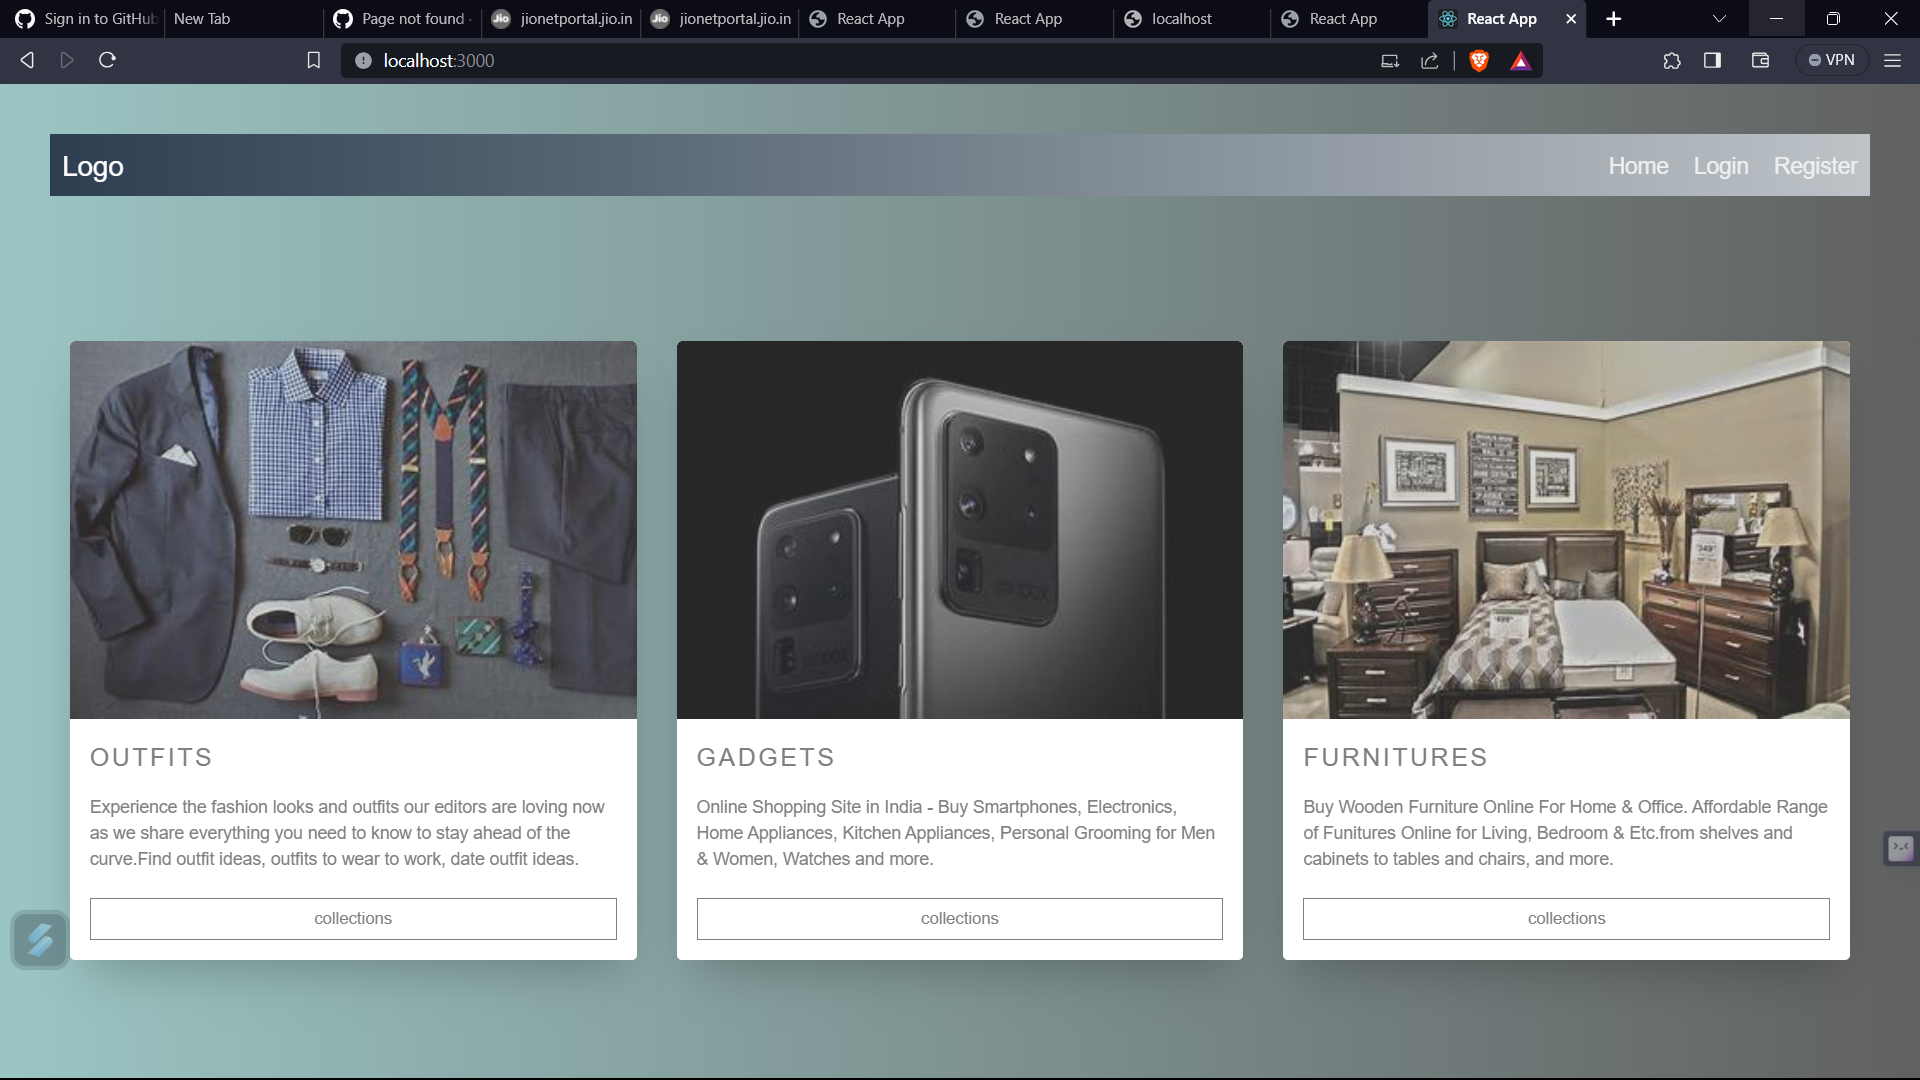 Sign in to GitHub
New Tab
Page not found ·
jionetportal.jio.in
jionetportal.jio.in
React App
React App
localhost
React App
React App
localhost:3000
VPN
Logo
Home
Login
Register
OUTFITS
Experience the fashion looks and outfits our editors are loving now
as we share everything you need to know to stay ahead of the
curve.Find outfit ideas, outfits to wear to work, date outfit ideas.
collections
GADGETS
Online Shopping Site in India - Buy Smartphones, Electronics,
Home Appliances, Kitchen Appliances, Personal Grooming for Men
& Women, Watches and more.
collections
FURNITURES
Buy Wooden Furniture Online For Home & Office. Affordable Range
of Funitures Online for Living, Bedroom & Etc.from shelves and
cabinets to tables and chairs, and more.
collections